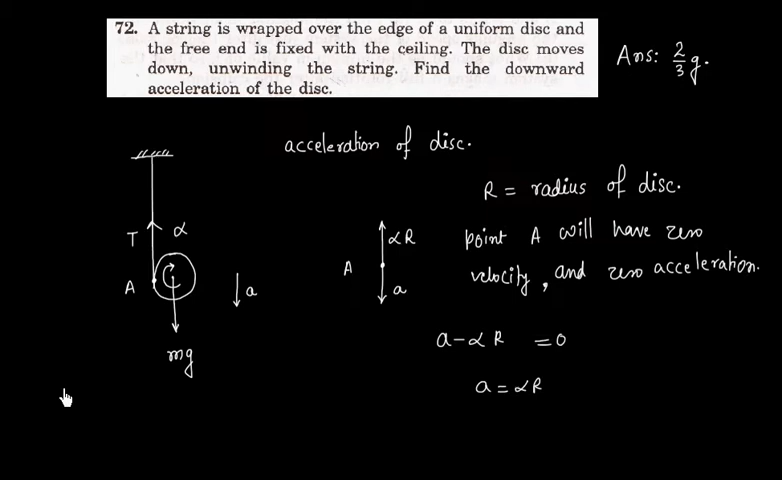 72. A string is wrapped over the edge of a uniform disc and
the free end is fixed with the ceiling. The disc moves
down, unwinding the string. Find the downward
acceleration of the disc.
Ans: 2/3 g.
acceleration of disc.
R = radius of disc.
T α
αR
point A will have zero
A
A
a
a
velocity, and zero acceleration.
mg
a-αR =0
a=αR